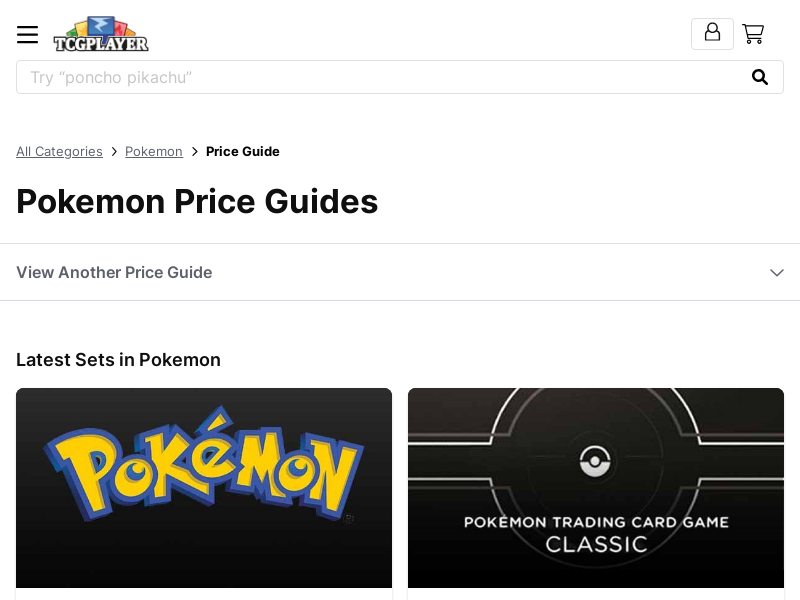 TCGPLAYER
Try “poncho pikachu”
All Categories > Pokemon > Price Guide
Pokemon Price Guides
View Another Price Guide
Latest Sets in Pokemon
POKéMON
POKÉMON TRADING CARD GAME
CLASSIC